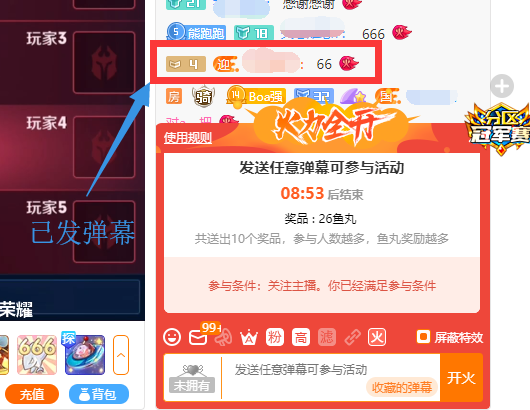 玩家3
玩家4
玩家5
已发弹幕
荣耀
探
充值
背包
21
感谢感谢
5 熊跑跑 18 666
4 迎 : 66
房 骑 14 Boa强 32 国
火力全开
分区
冠军赛
使用规则
发送任意弹幕可参与活动
08:53 后结束
奖品 : 26鱼丸
共送出10个奖品，参与人数越多，鱼丸奖励越多
参与条件：关注主播。你已经满足参与条件
99+
粉
高
滤
火
屏蔽特效
未拥有
发送任意弹幕可参与活动
收藏的弹幕
开火